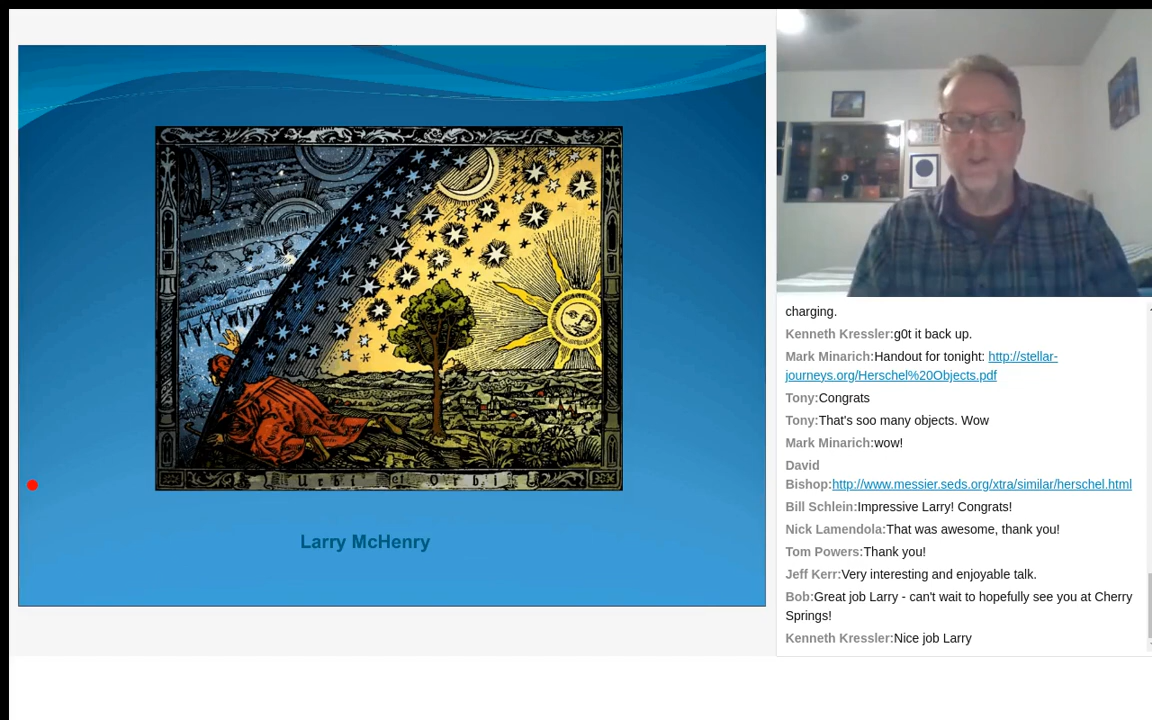 Urbi et Orbi
Larry McHenry
charging.
Kenneth Kressler:g0t it back up.
Mark Minarich:Handout for tonight: http://stellar-
journeys.org/Herschel%20Objects.pdf
Tony:Congrats
Tony:That's soo many objects. Wow
Mark Minarich:wow!
David
Bishop:http://www.messier.seds.org/xtra/similar/herschel.html
Bill Schlein:Impressive Larry! Congrats!
Nick Lamendola:That was awesome, thank you!
Tom Powers:Thank you!
Jeff Kerr:Very interesting and enjoyable talk.
Bob:Great job Larry - can't wait to hopefully see you at Cherry
Springs!
Kenneth Kressler:Nice job Larry